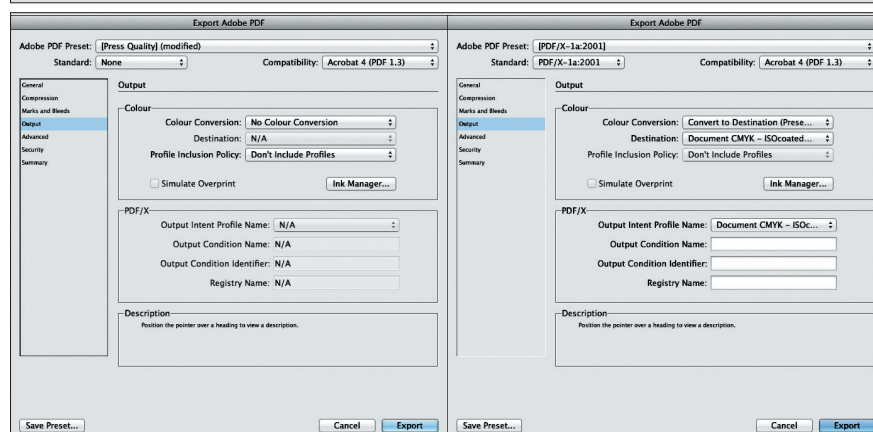 Export Adobe PDF
Adobe PDF Preset: [Press Quality] (modified)
Standard: None Compatibility: Acrobat 4 (PDF 1.3)
General
Compression
Marks and Bleeds
Output
Advanced
Security
Summary
Output
Colour
Colour Conversion: No Colour Conversion
Destination: N/A
Profile Inclusion Policy: Don't Include Profiles
Simulate Overprint Ink Manager...
PDF/X
Output Intent Profile Name: N/A
Output Condition Name: N/A
Output Condition Identifier: N/A
Registry Name: N/A
Description
Position the pointer over a heading to view a description.
Save Preset... Cancel Export
Export Adobe PDF
Adobe PDF Preset: [PDF/X-1a:2001]
Standard: PDF/X-1a:2001 Compatibility: Acrobat 4 (PDF 1.3)
General
Compression
Marks and Bleeds
Output
Advanced
Security
Summary
Output
Colour
Colour Conversion: Convert to Destination (Prese...
Destination: Document CMYK - ISOcoated...
Profile Inclusion Policy: Don't Include Profiles
Simulate Overprint Ink Manager...
PDF/X
Output Intent Profile Name: Document CMYK - ISOc...
Output Condition Name:
Output Condition Identifier:
Registry Name:
Description
Position the pointer over a heading to view a description.
Save Preset... Cancel Export